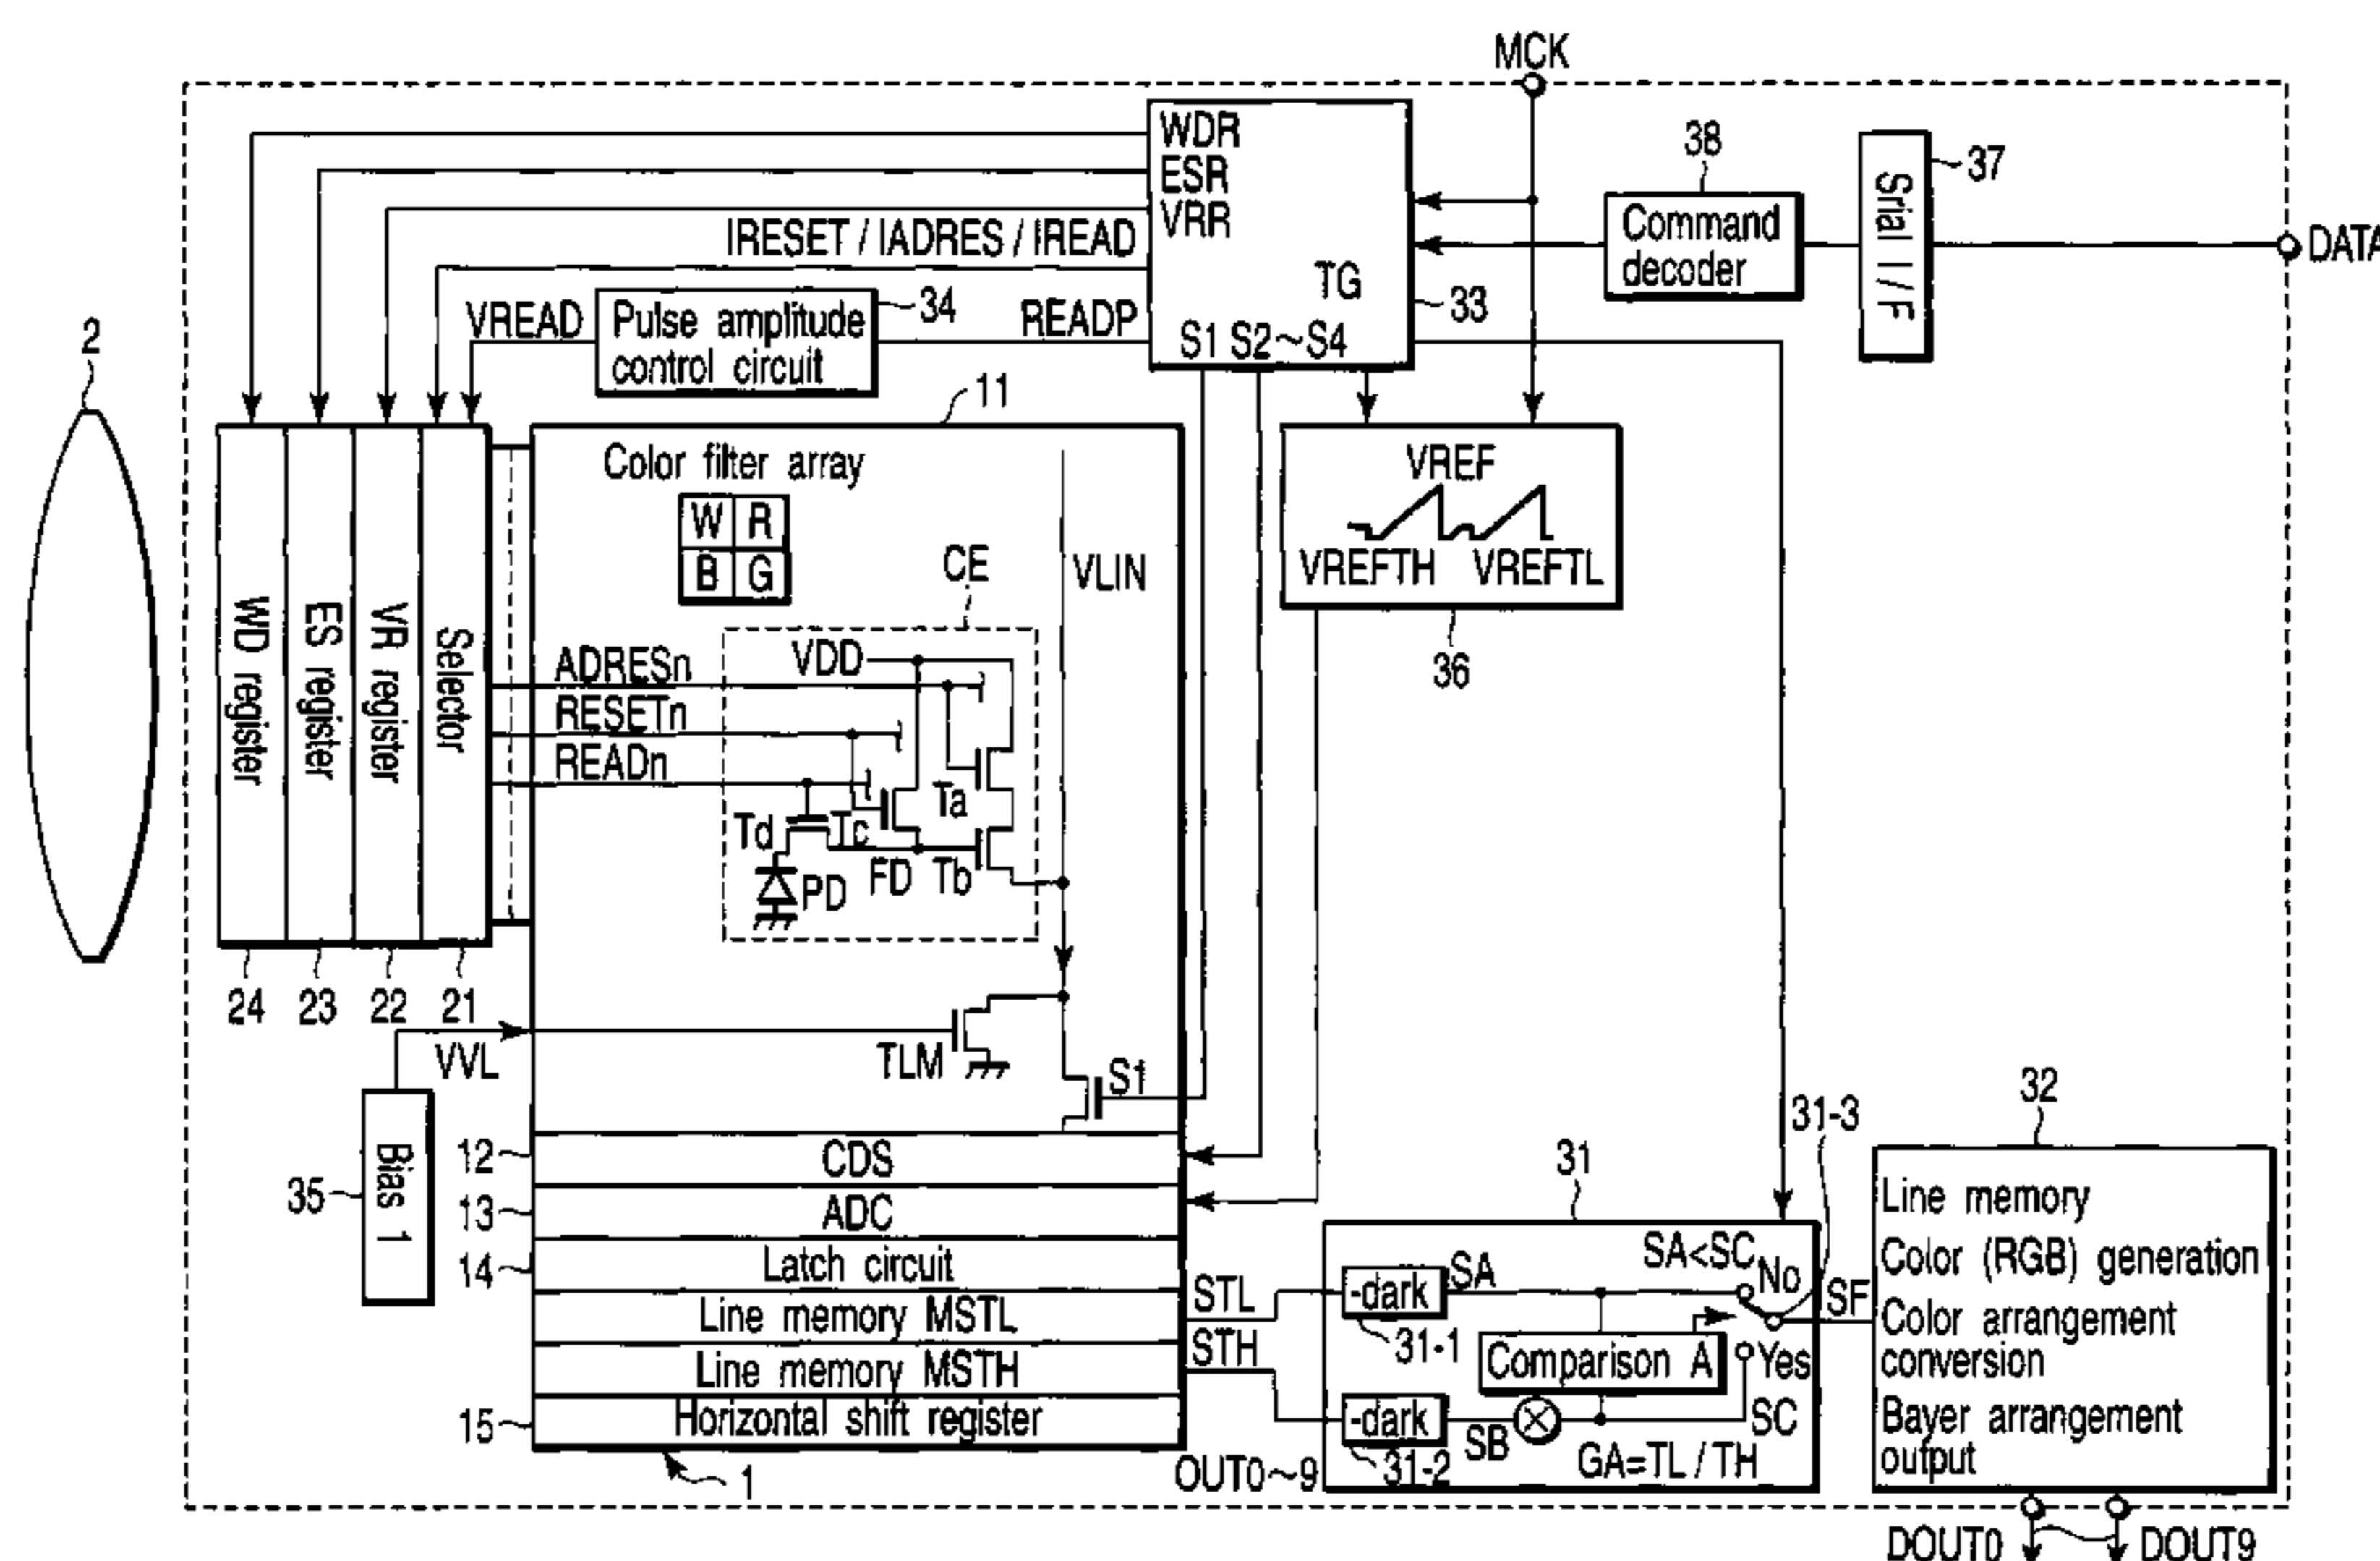 MCK
WDR
ESR
VRR
IRESET / IADRES / IREAD
TG
33
S1 S2~S4
38
Command
decoder
37
Srial I / F
DATA
VREAD
Pulse amplitude
control circuit
34
READP
2
11
Color filter array
W R
B G
CE
VLIN
VREF
VREFTH VREFTL
36
WD register
ES register
VR register
Selector
ADRESn
RESETn
READn
VDD
Ta
Td
Tc
PD
FD
Tb
24 23 22 21
VVL
TLM
S1
Bias 1
35
12
CDS
13
ADC
14
Latch circuit
Line memory MSTL
Line memory MSTH
15
Horizontal shift register
1
STL
STH
OUT0~9
31
31-3
-dark
31-1
SA
SA<SC
No
SF
Comparison A
Yes
-dark
31-2
SB
SC
GA=TL / TH
32
Line memory
Color (RGB) generation
Color arrangement
conversion
Bayer arrangement
output
DOUT0 DOUT9